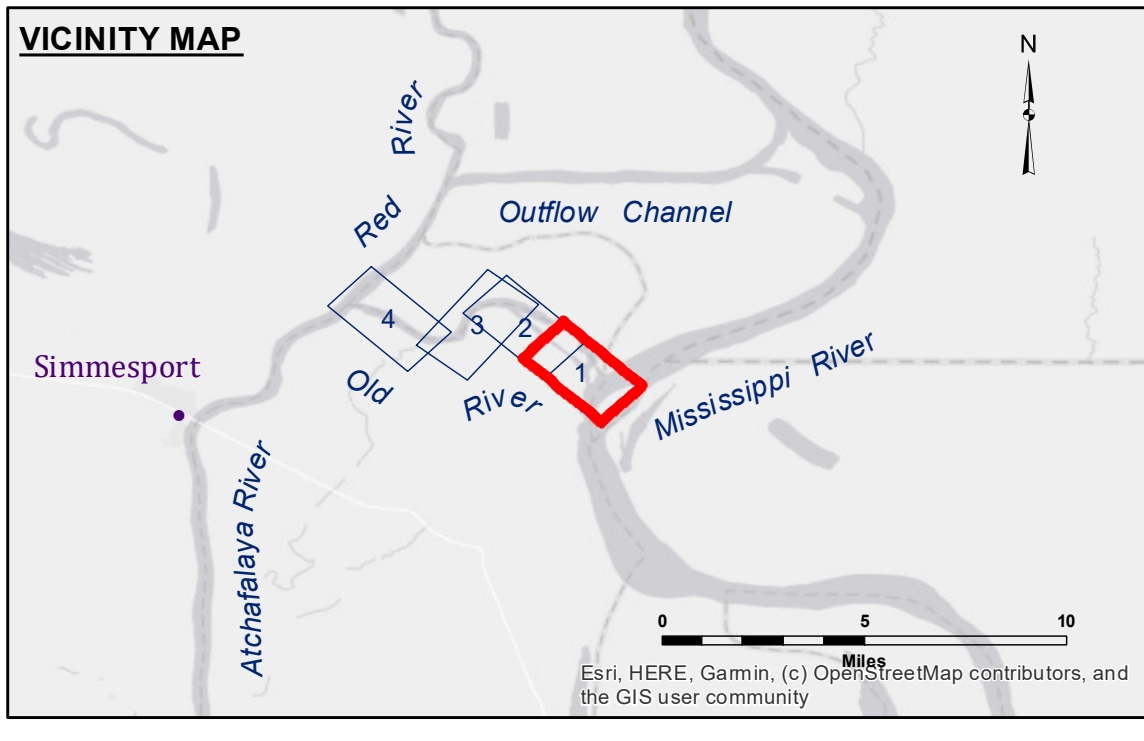 VICINITY MAP
N
Red River
Outflow Channel
4
3
2
1
Simmesport
Old River
Mississippi River
Atchafalaya River
0 5 10
Miles
Esri, HERE, Garmin, (c) OpenStreetMap contributors, and
the GIS user community